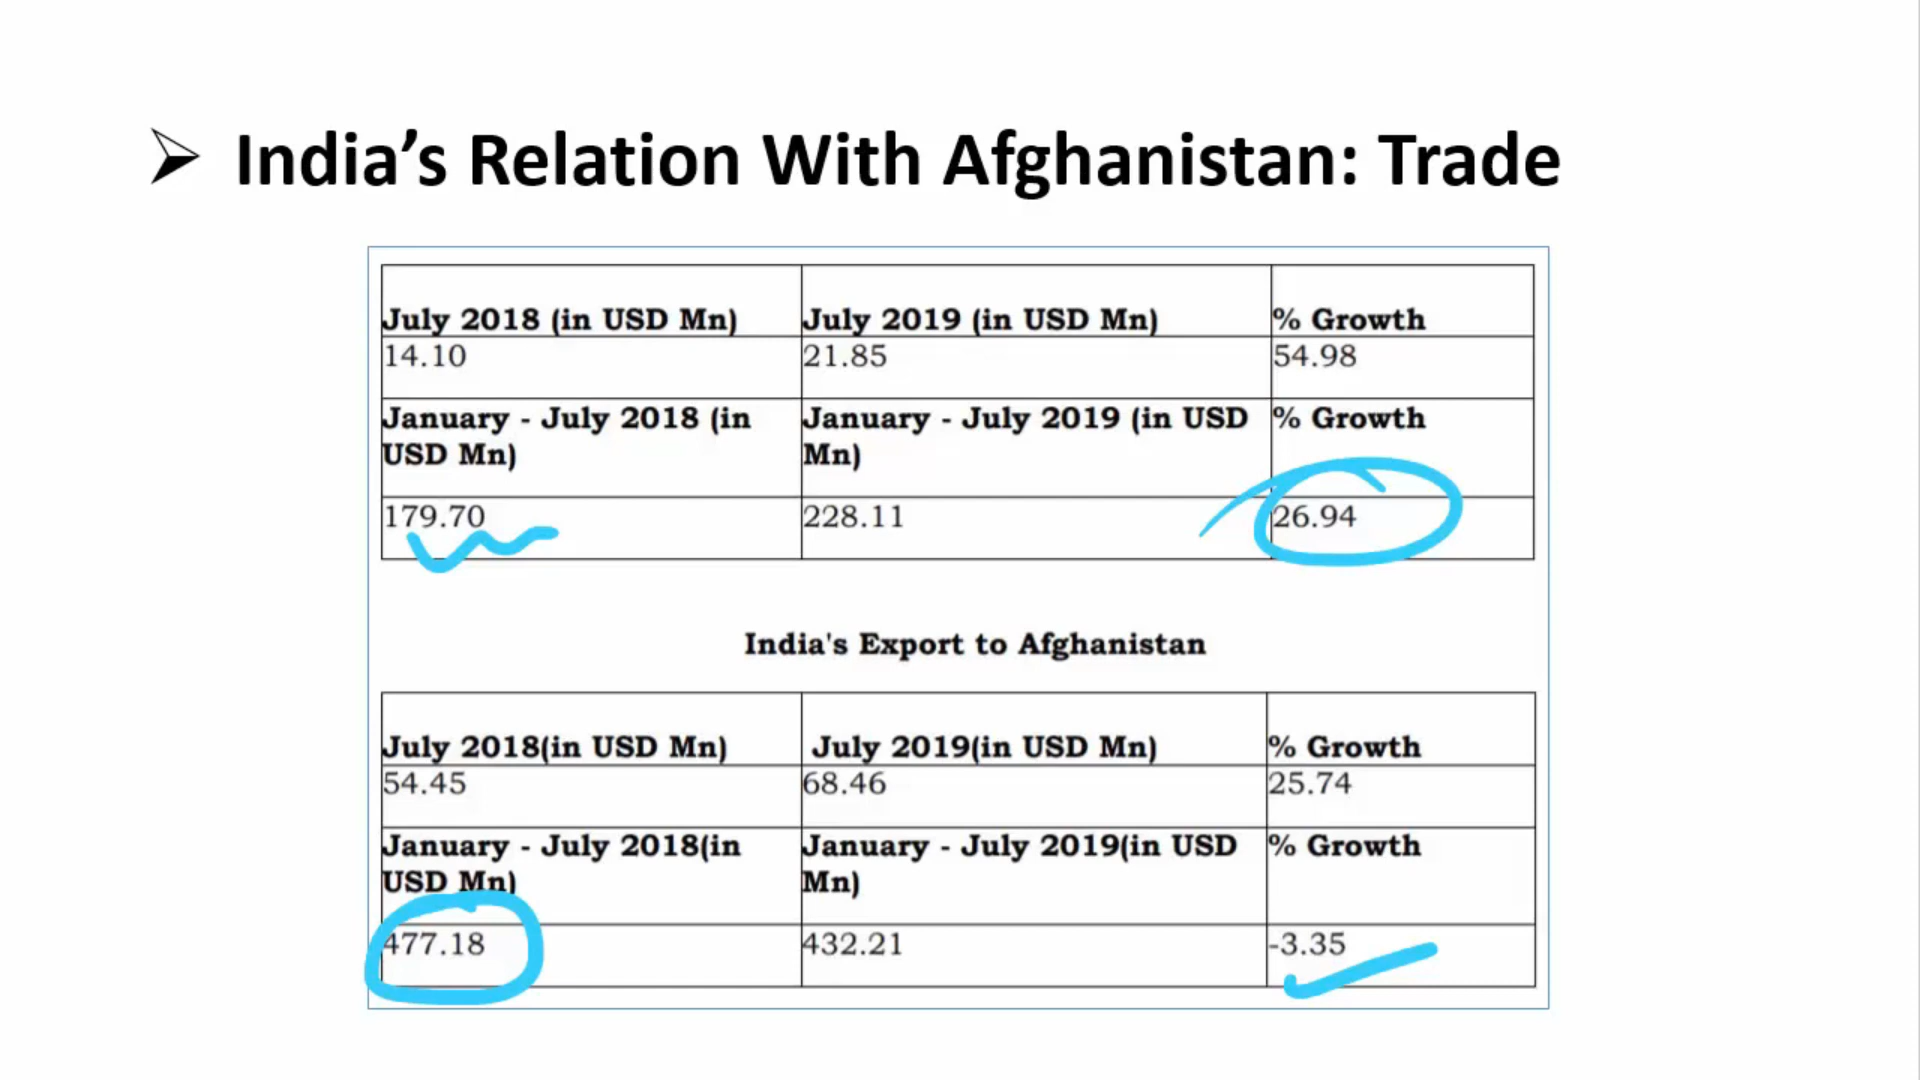 India’s Relation With Afghanistan: Trade
July 2018 (in USD Mn) July 2019 (in USD Mn) % Growth
14.10 21.85 54.98
January - July 2018 (in January - July 2019 (in USD % Growth
USD Mn) Mn)
179.70 228.11 26.94
India's Export to Afghanistan
July 2018(in USD Mn) July 2019(in USD Mn) % Growth
54.45 68.46 25.74
January - July 2018(in January - July 2019(in USD % Growth
USD Mn) Mn)
477.18 432.21 -3.35